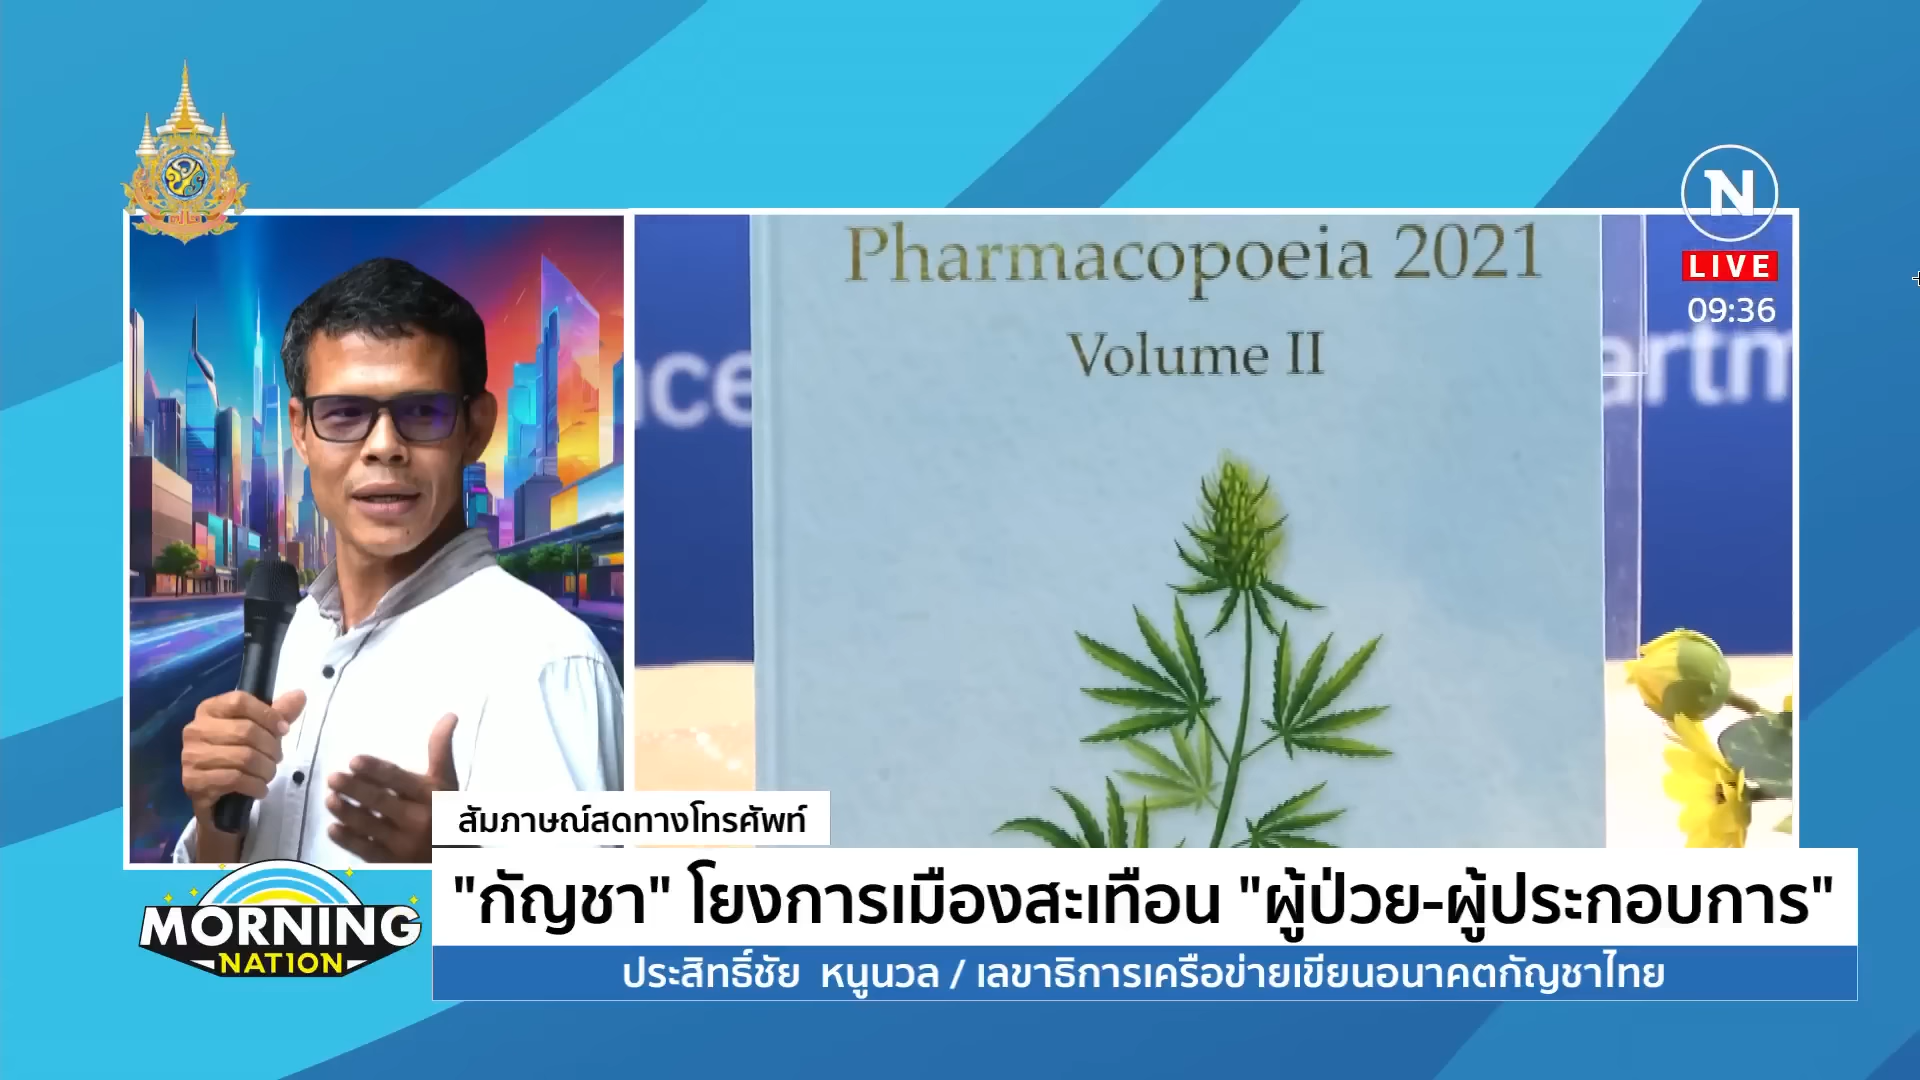 N
LIVE
09:36
Pharmacopoeia 2021
Volume II
nce
artm
สัมภาษณ์สดทางโทรศัพท์
"กัญชา" โยงการเมืองสะเทือน "ผู้ป่วย-ผู้ประกอบการ"
ประสิทธิ์ชัย หนูนวล / เลขาธิการเครือข่ายเขียนอนาคตกัญชาไทย
MORNING
NAT1ON